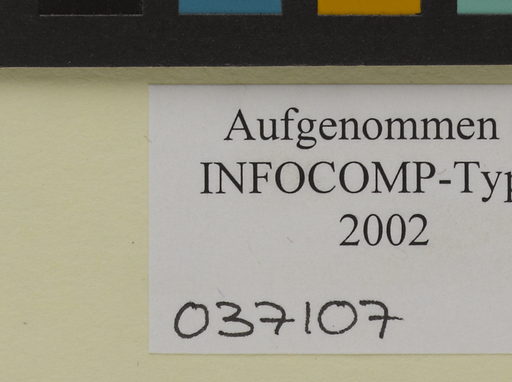 Aufgenommen
INFOCOMP-Typ
2002
037107